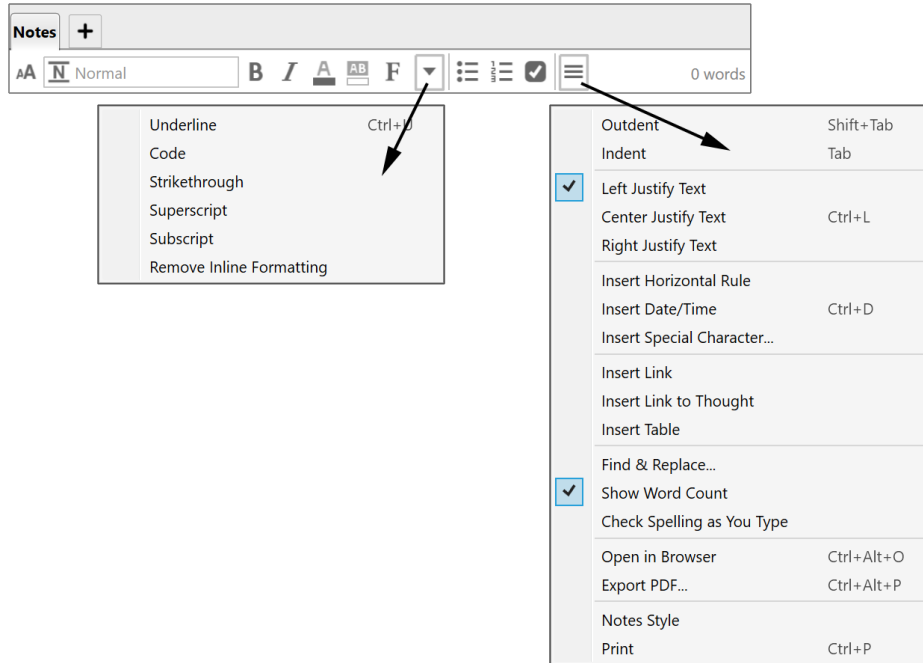 Notes +
AA N Normal B I A AB F 0 words
Underline Ctrl+U
Code
Strikethrough
Superscript
Subscript
Remove Inline Formatting
Outdent Shift+Tab
Indent Tab
Left Justify Text
Center Justify Text Ctrl+L
Right Justify Text
Insert Horizontal Rule
Insert Date/Time Ctrl+D
Insert Special Character...
Insert Link
Insert Link to Thought
Insert Table
Find & Replace...
Show Word Count
Check Spelling as You Type
Open in Browser Ctrl+Alt+O
Export PDF... Ctrl+Alt+P
Notes Style
Print Ctrl+P